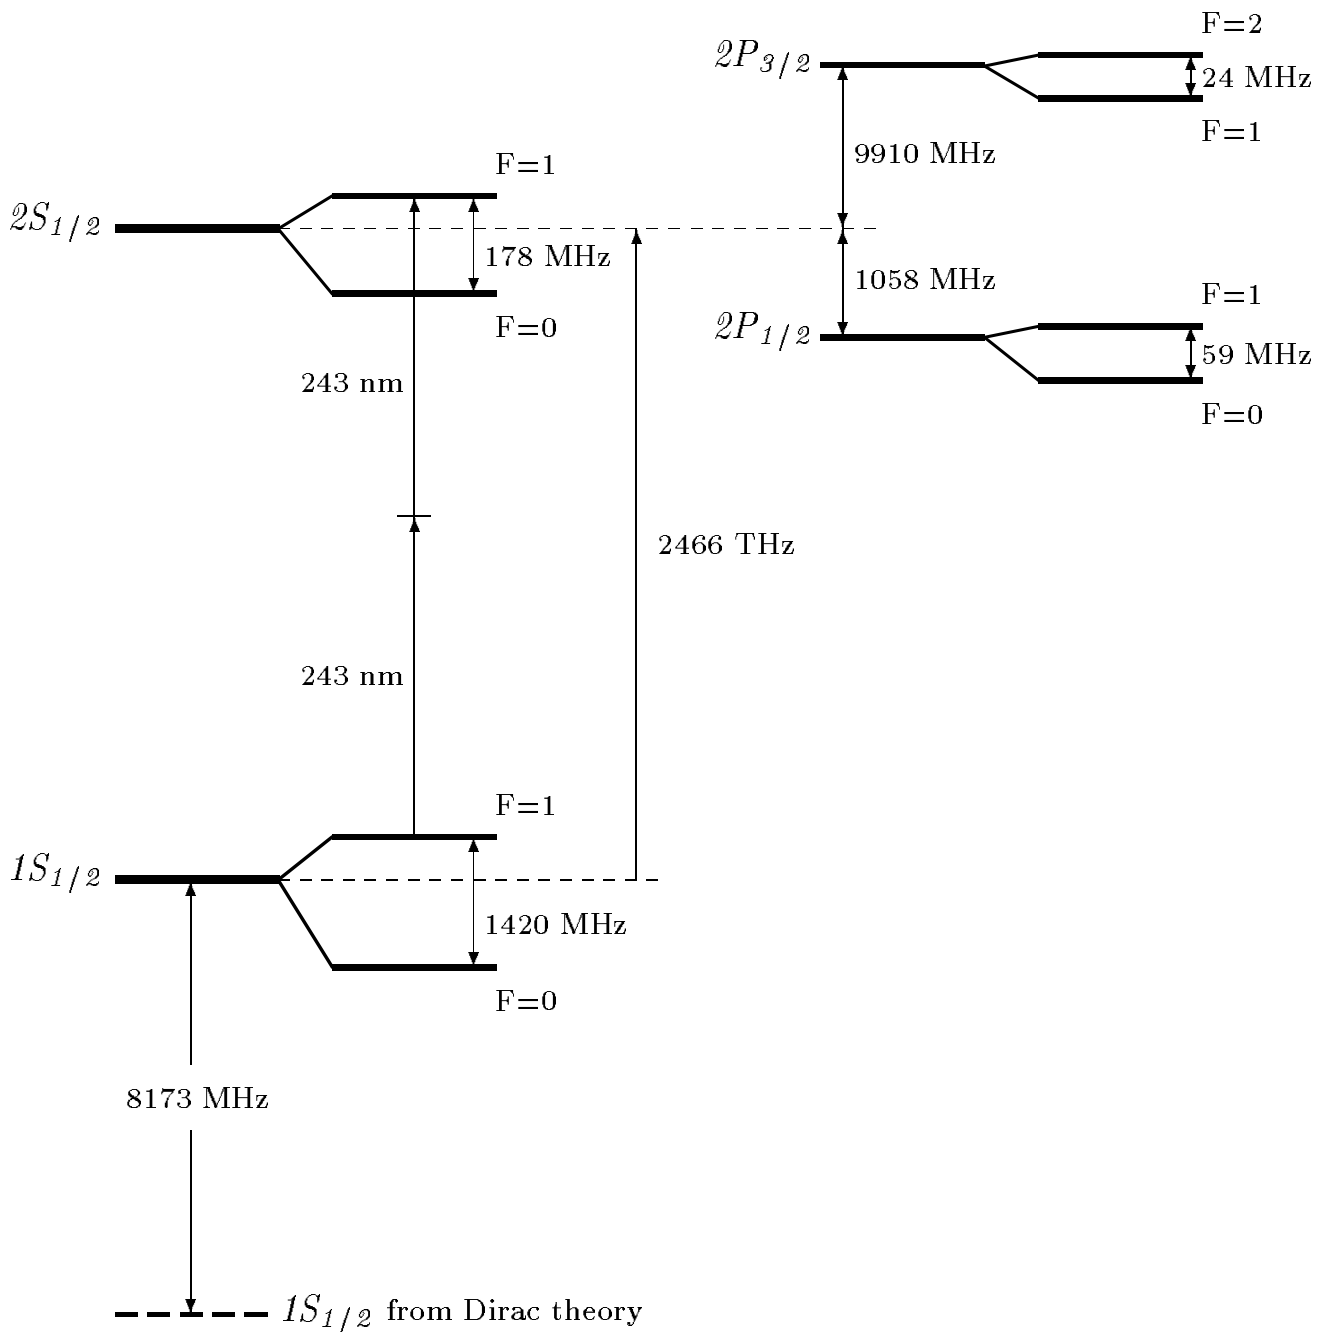 F=2
2P3/2
24 MHz
F=1
9910 MHz
F=1
2S1/2
178 MHz
1058 MHz
F=1
F=0
2P1/2
59 MHz
243 nm
F=0
2466 THz
243 nm
F=1
1S1/2
1420 MHz
F=0
8173 MHz
1S1/2 from Dirac theory